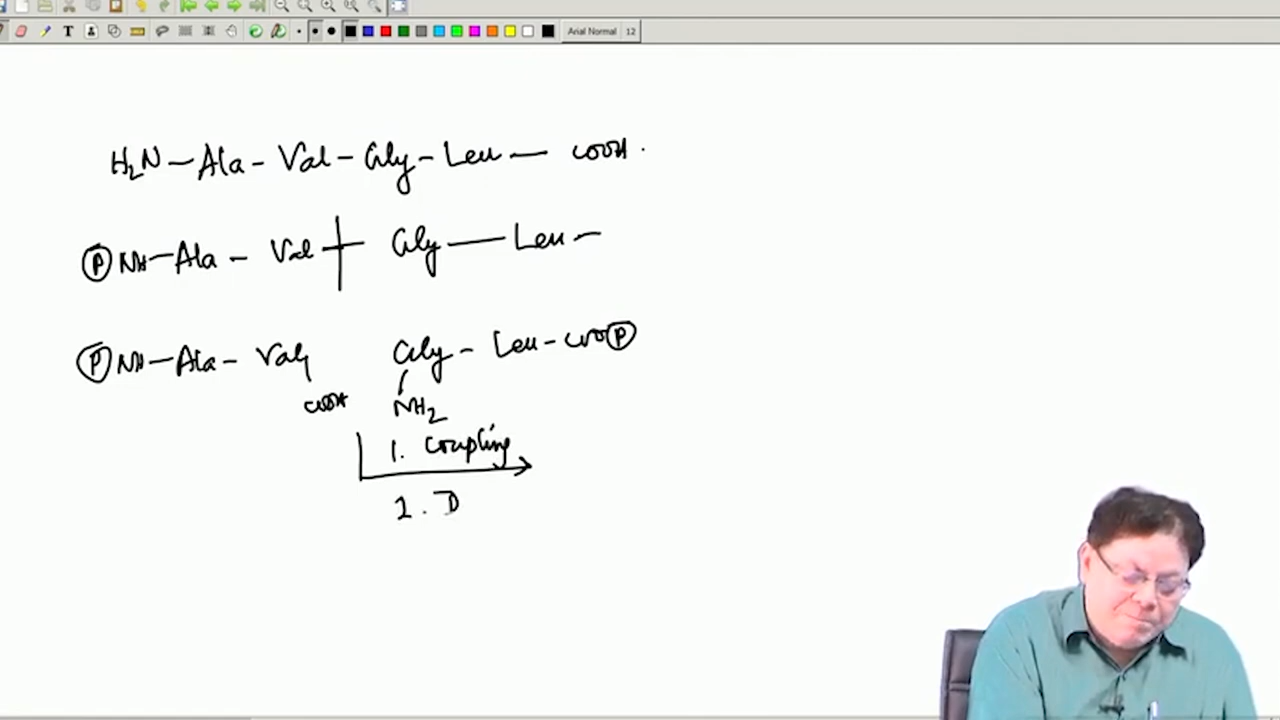 Arial Normal 12
H₂N – Ala – Val – Gly – Leu – COOH.
Ⓟ NH – Ala – Val + Gly — Leu –
Ⓟ NH – Ala – Val Gly – Leu – COO Ⓟ
COOH NH₂
1. Coupling
2. D